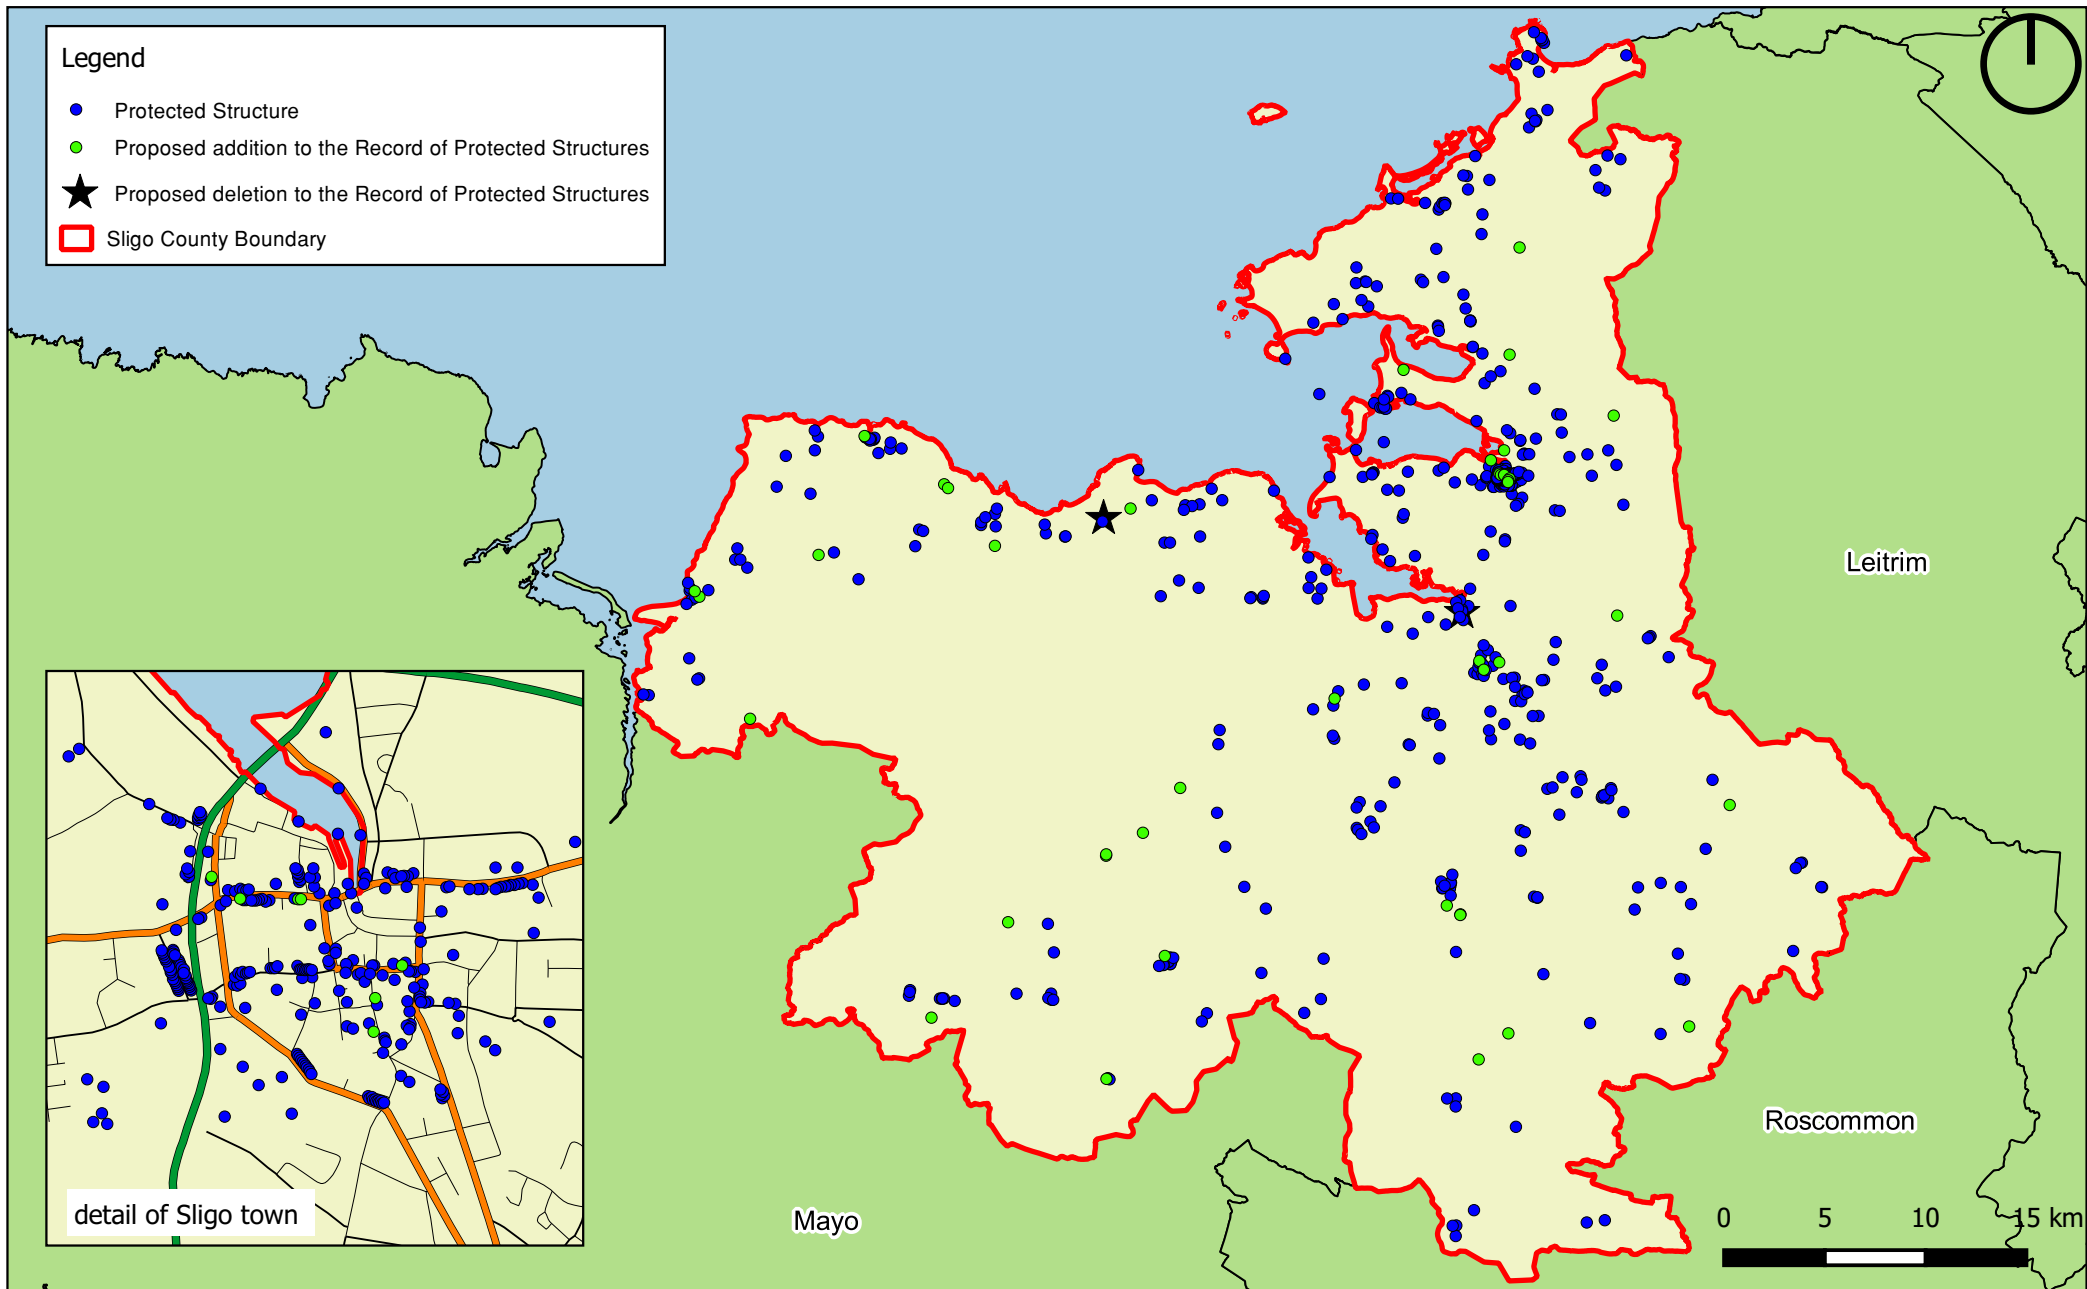 Legend
Protected Structure
Proposed addition to the Record of Protected Structures
Proposed deletion to the Record of Protected Structures
Sligo County Boundary
Leitrim
Roscommon
Mayo
detail of Sligo town
0 5 10 15 km